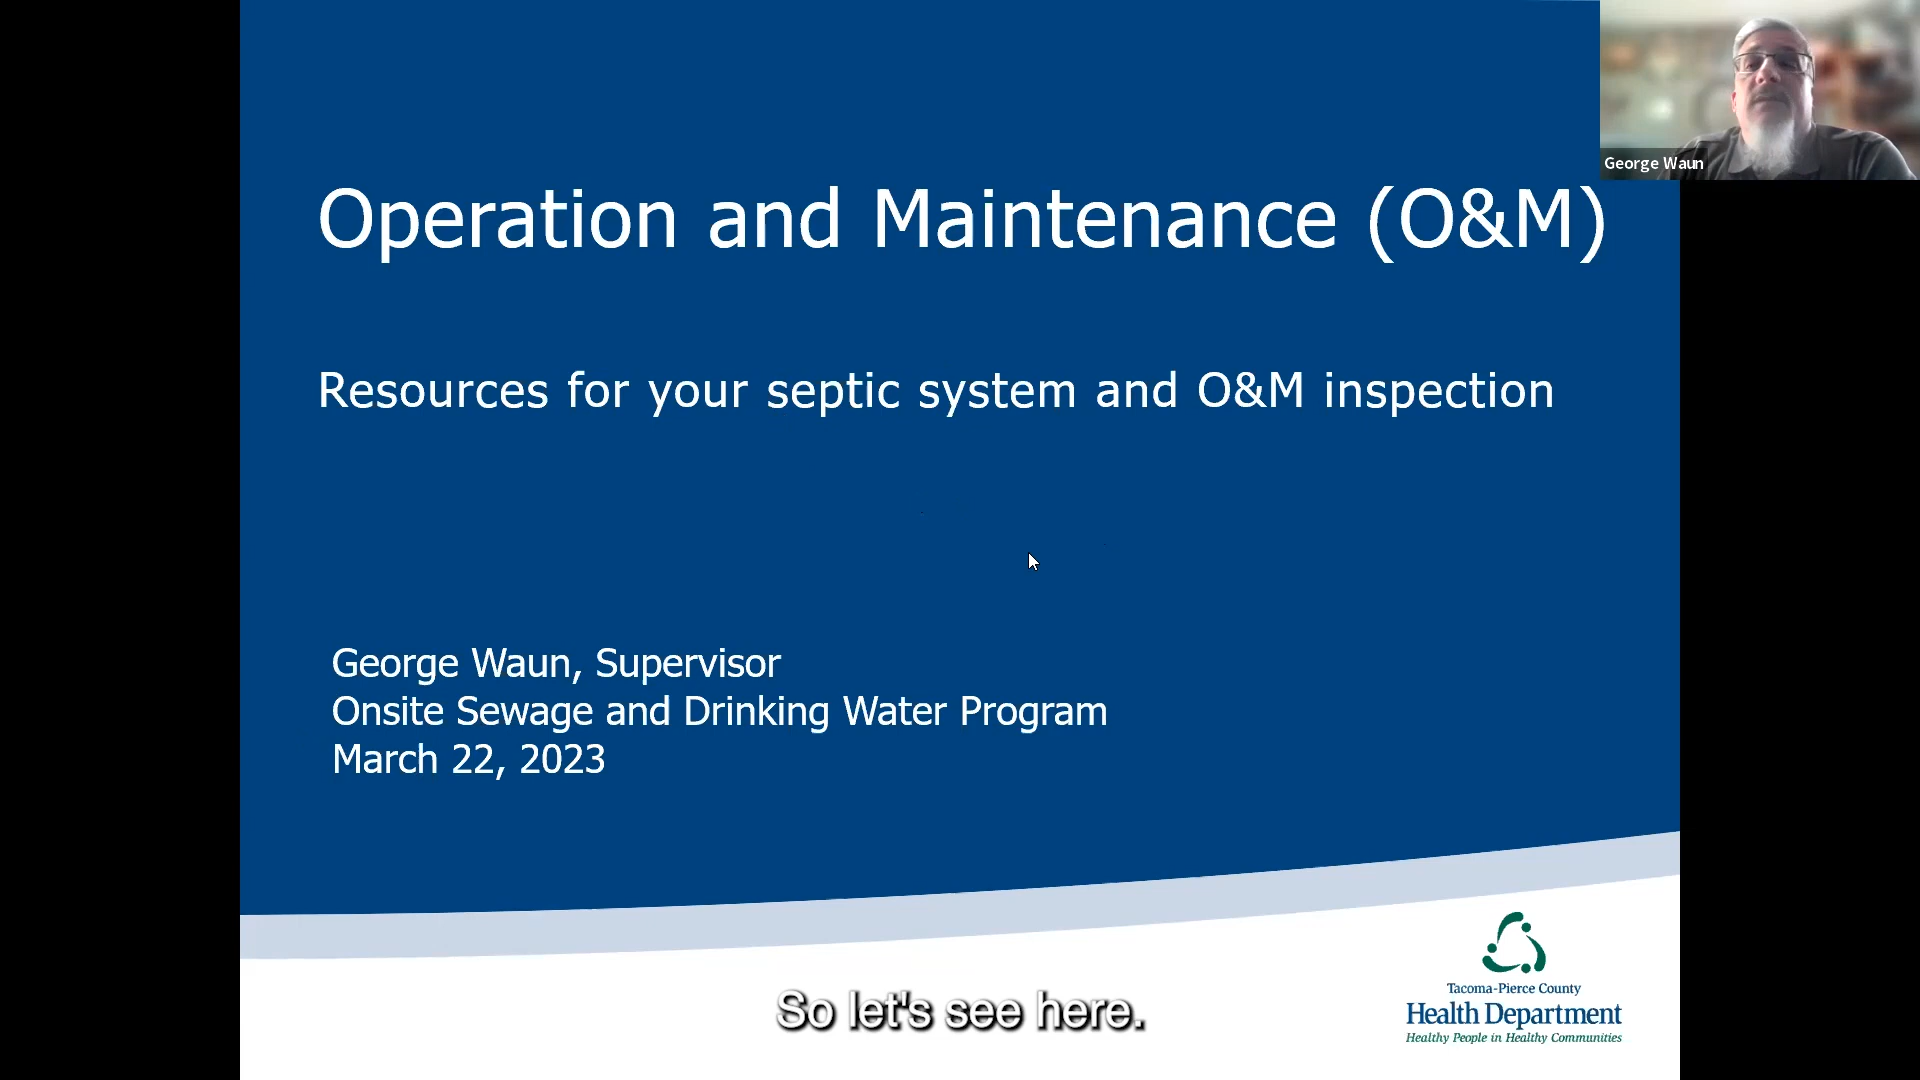 George Waun
Operation and Maintenance (O&M)
Resources for your septic system and O&M inspection
George Waun, Supervisor
Onsite Sewage and Drinking Water Program
March 22, 2023
So let's see here.
Tacoma-Pierce County
Health Department
Healthy People in Healthy Communities